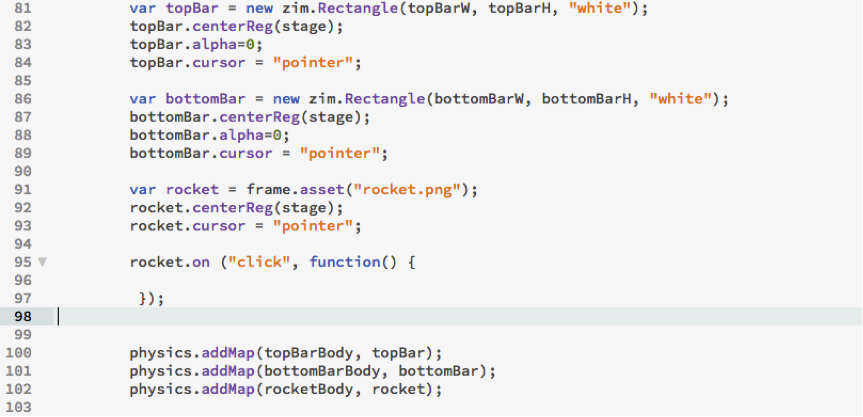 81 var topBar = new zim.Rectangle(topBarW, topBarH, "white");
82 topBar.centerReg(stage);
83 topBar.alpha=0;
84 topBar.cursor = "pointer";
85
86 var bottomBar = new zim.Rectangle(bottomBarW, bottomBarH, "white");
87 bottomBar.centerReg(stage);
88 bottomBar.alpha=0;
89 bottomBar.cursor = "pointer";
90
91 var rocket = frame.asset("rocket.png");
92 rocket.centerReg(stage);
93 rocket.cursor = "pointer";
94
95 rocket.on ("click", function() {
96
97 });
98
99
100 physics.addMap(topBarBody, topBar);
101 physics.addMap(bottomBarBody, bottomBar);
102 physics.addMap(rocketBody, rocket);
103